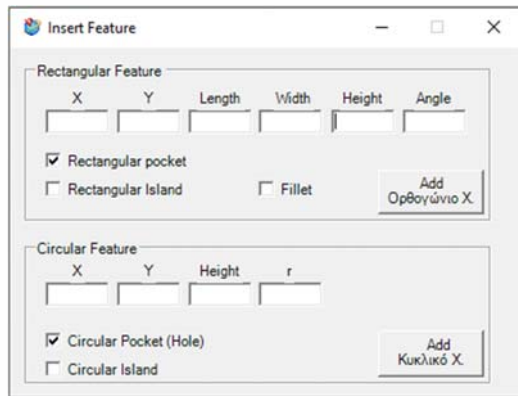 Insert Feature
Rectangular Feature
X Y Length Width Height Angle
Rectangular pocket
Rectangular Island Fillet
Add
Ορθογώνιο Χ.
Circular Feature
X Y Height r
Circular Pocket (Hole)
Circular Island
Add
Κυκλικό Χ.